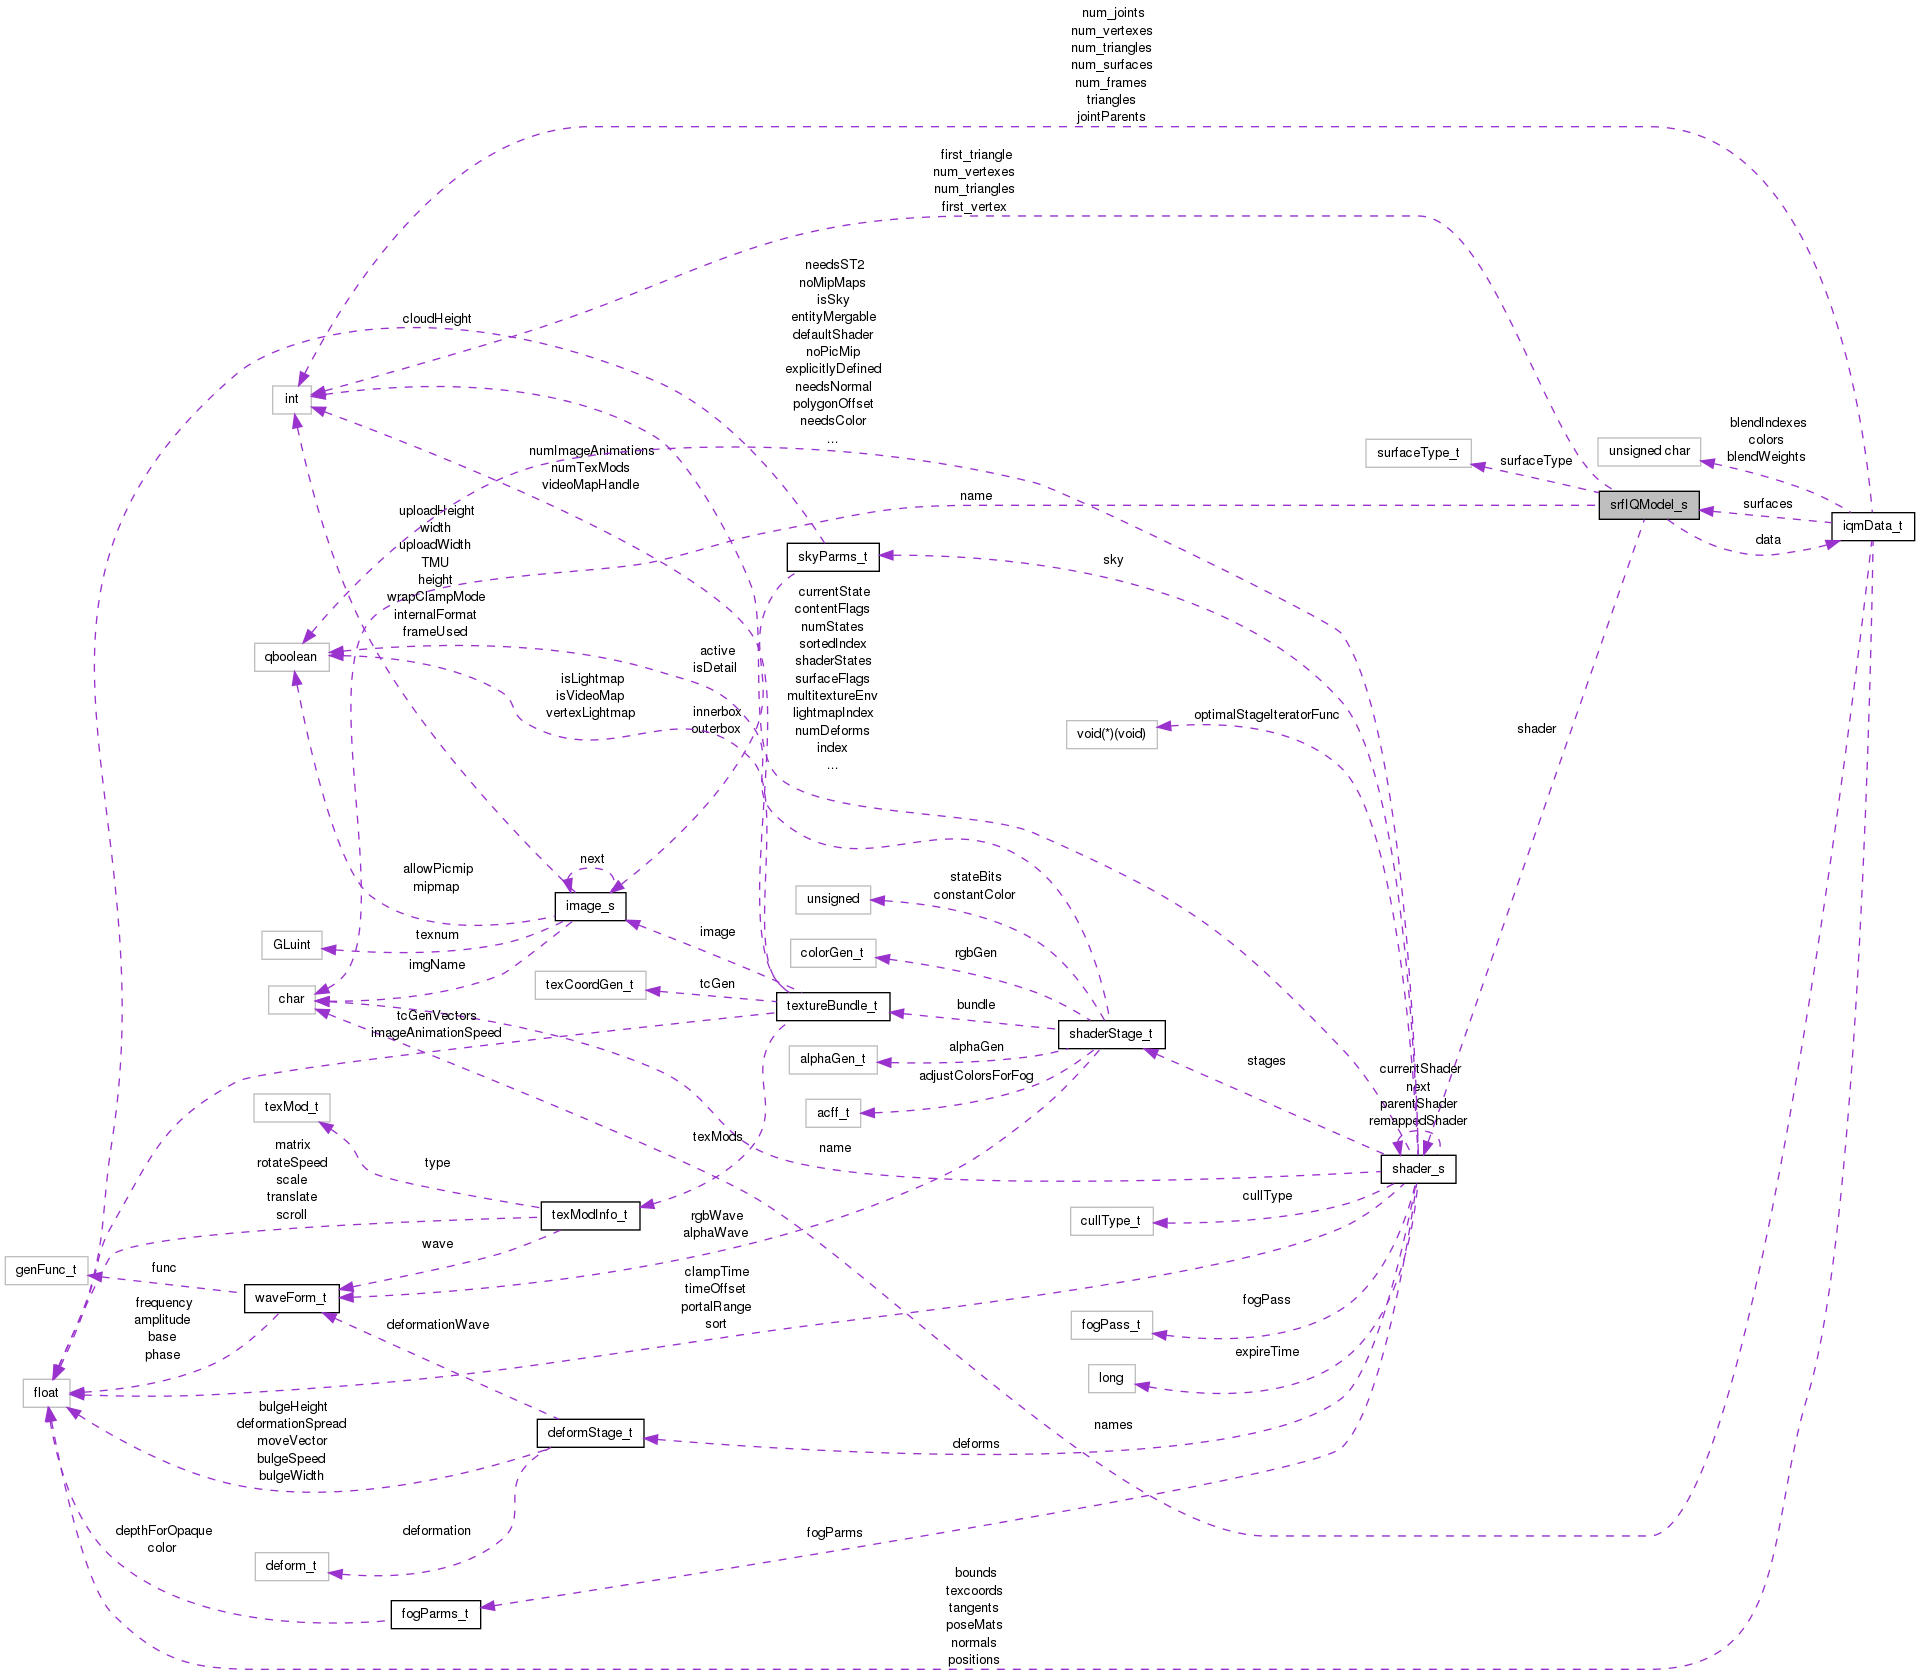 num_joints
num_vertexes
num_triangles
num_surfaces
num_frames
triangles
jointParents
first_triangle
num_vertexes
num_triangles
first_vertex
needsST2
noMipMaps
isSky
entityMergable
defaultShader
noPicMip
explicitlyDefined
needsNormal
polygonOffset
needsColor
...
cloudHeight
int
numImageAnimations
numTexMods
videoMapHandle
surfaceType_t
surfaceType
unsigned char
blendIndexes
colors
blendWeights
name
srfIQModel_s
surfaces
data
iqmData_t
uploadHeight
width
uploadWidth
TMU
height
wrapClampMode
internalFormat
frameUsed
skyParms_t
sky
currentState
contentFlags
numStates
sortedIndex
shaderStates
surfaceFlags
multitextureEnv
lightmapIndex
numDeforms
index
...
qboolean
active
isDetail
isLightmap
isVideoMap
vertexLightmap
innerbox
outerbox
void(*)(void)
optimalStageIteratorFunc
shader
next
allowPicmip
mipmap
image_s
unsigned
stateBits
constantColor
GLuint
texnum
image
colorGen_t
rgbGen
imgName
char
texCoordGen_t
tcGen
textureBundle_t
bundle
shaderStage_t
tcGenVectors
imageAnimationSpeed
alphaGen_t
alphaGen
adjustColorsForFog
acff_t
stages
currentShader
next
parentShader
remappedShader
texMod_t
texMods
name
shader_s
matrix
rotateSpeed
scale
translate
scroll
type
texModInfo_t
rgbWave
alphaWave
cullType
cullType_t
wave
genFunc_t
func
waveForm_t
clampTime
timeOffset
portalRange
sort
fogPass
fogPass_t
frequency
amplitude
base
phase
deformationWave
expireTime
long
float
bulgeHeight
deformationSpread
moveVector
bulgeSpeed
bulgeWidth
deformStage_t
deforms
names
depthForOpaque
color
deformation
deform_t
fogParms
fogParms_t
bounds
texcoords
tangents
poseMats
normals
positions